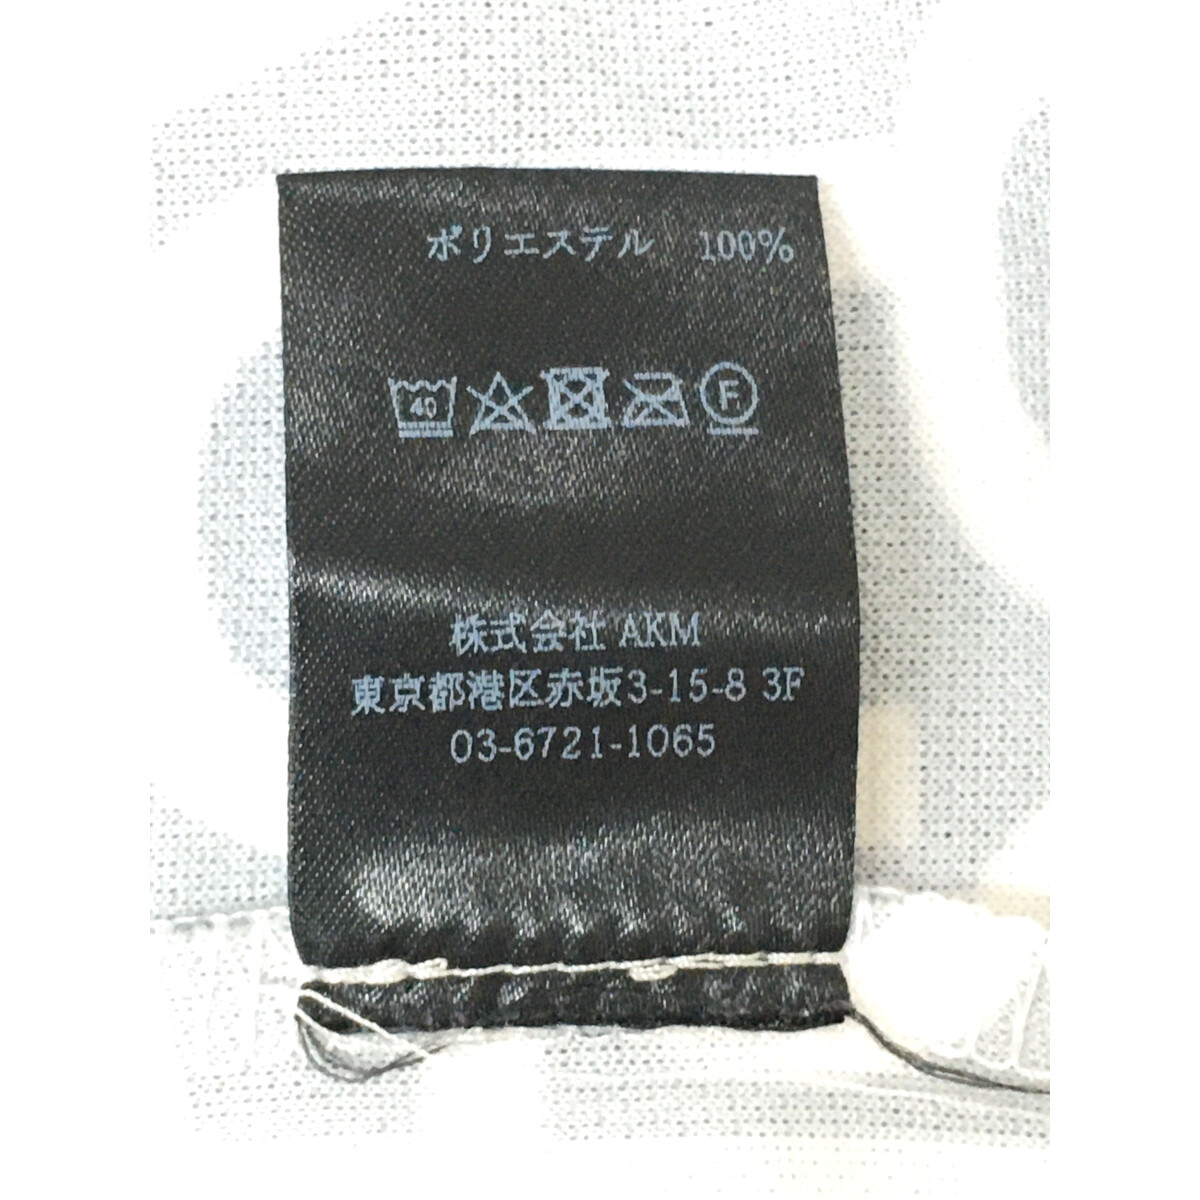 ポリエステル 100%
40 F
株式会社 AKM
東京都港区赤坂3-15-8 3F
03-6721-1065